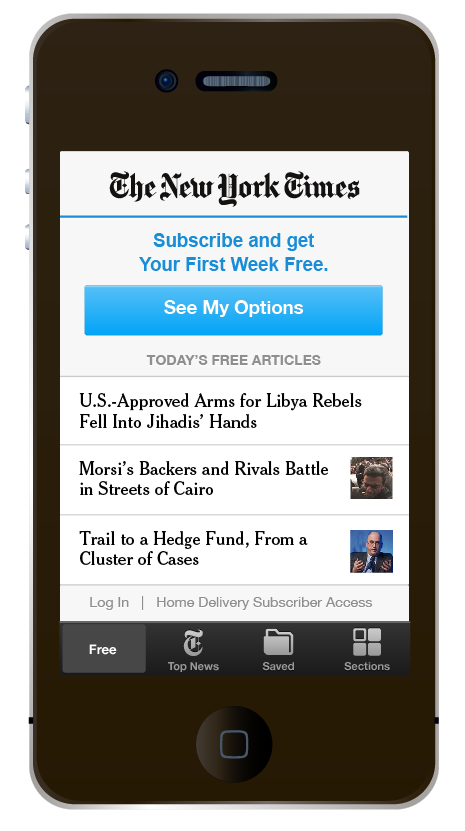 The New York Times
Subscribe and get
Your First Week Free.
See My Options
TODAY'S FREE ARTICLES
U.S.-Approved Arms for Libya Rebels
Fell Into Jihadis' Hands
Morsi's Backers and Rivals Battle
in Streets of Cairo
Trail to a Hedge Fund, From a
Cluster of Cases
Log In | Home Delivery Subscriber Access
Free
T
Top News
Saved
Sections